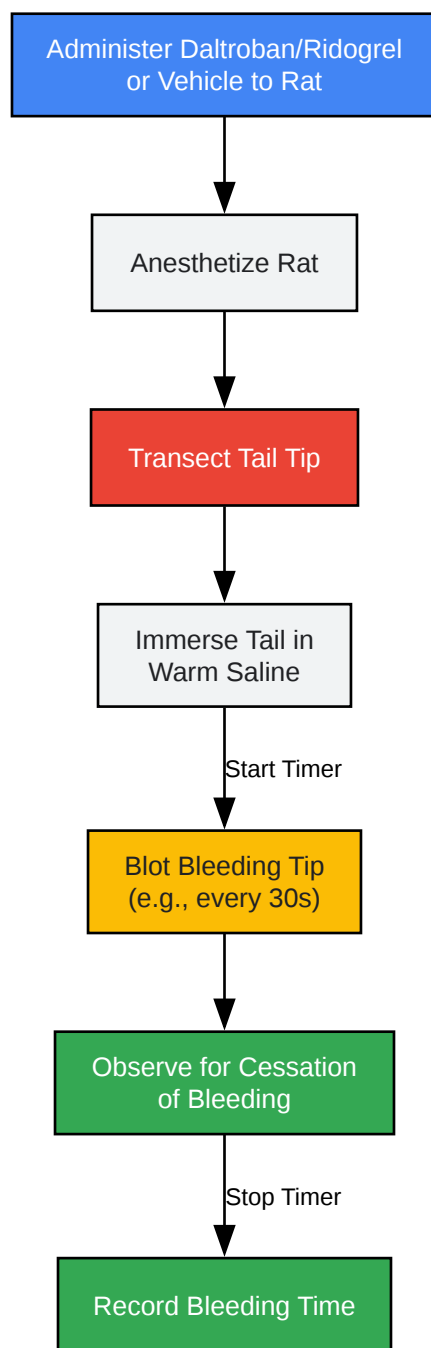 Administer Daltroban/Ridogrel
or Vehicle to Rat
Anesthetize Rat
Transect Tail Tip
Immerse Tail in
Warm Saline
Start Timer
Blot Bleeding Tip
(e.g., every 30s)
Observe for Cessation
of Bleeding
Stop Timer
Record Bleeding Time